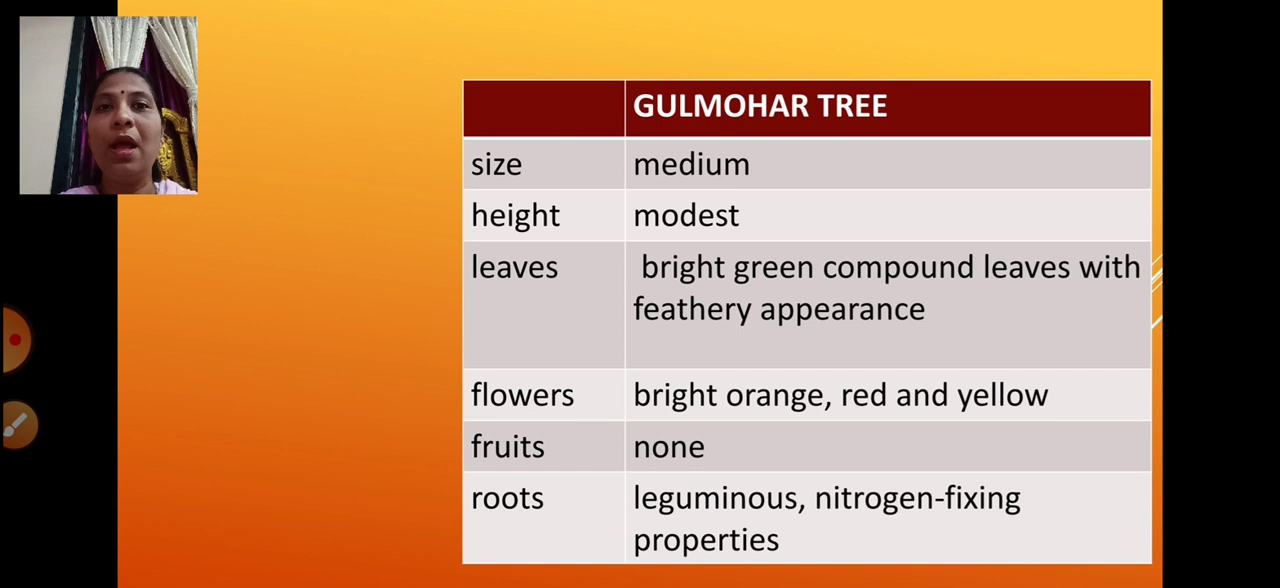 GULMOHAR TREE
size medium
height modest
leaves bright green compound leaves with
feathery appearance
flowers bright orange, red and yellow
fruits none
roots leguminous, nitrogen-fixing
properties